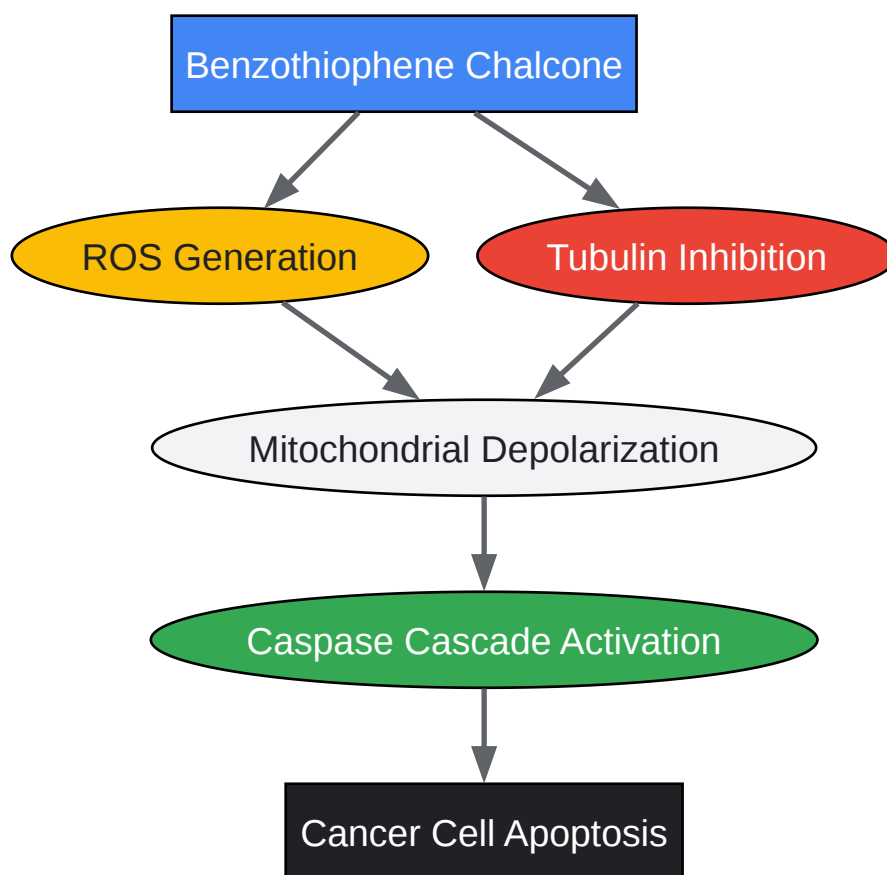 Benzothiophene Chalcone
ROS Generation
Tubulin Inhibition
Mitochondrial Depolarization
Caspase Cascade Activation
Cancer Cell Apoptosis